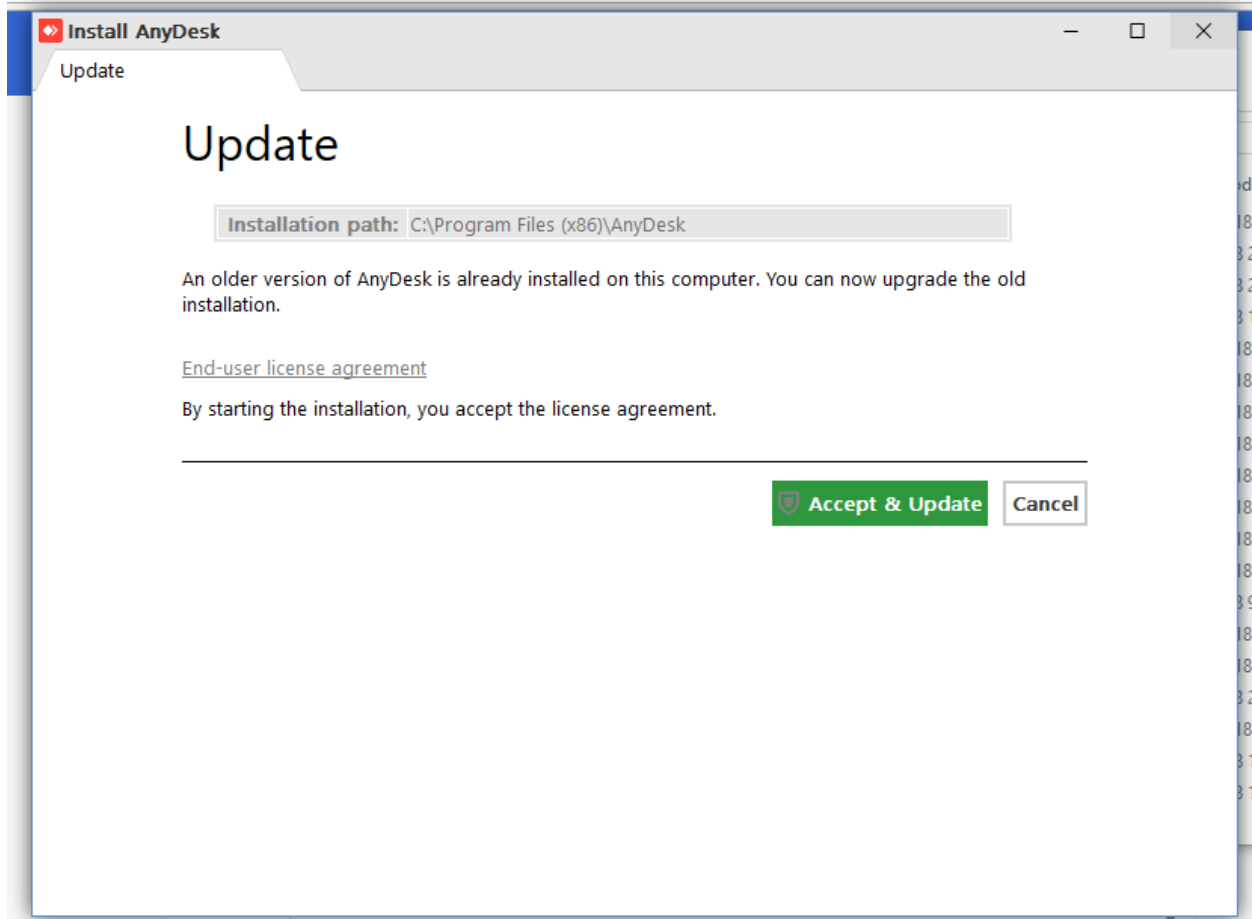 Install AnyDesk
Update
Update
Installation path: C:\Program Files (x86)\AnyDesk
An older version of AnyDesk is already installed on this computer. You can now upgrade the old
installation.
End-user license agreement
By starting the installation, you accept the license agreement.
Accept & Update
Cancel